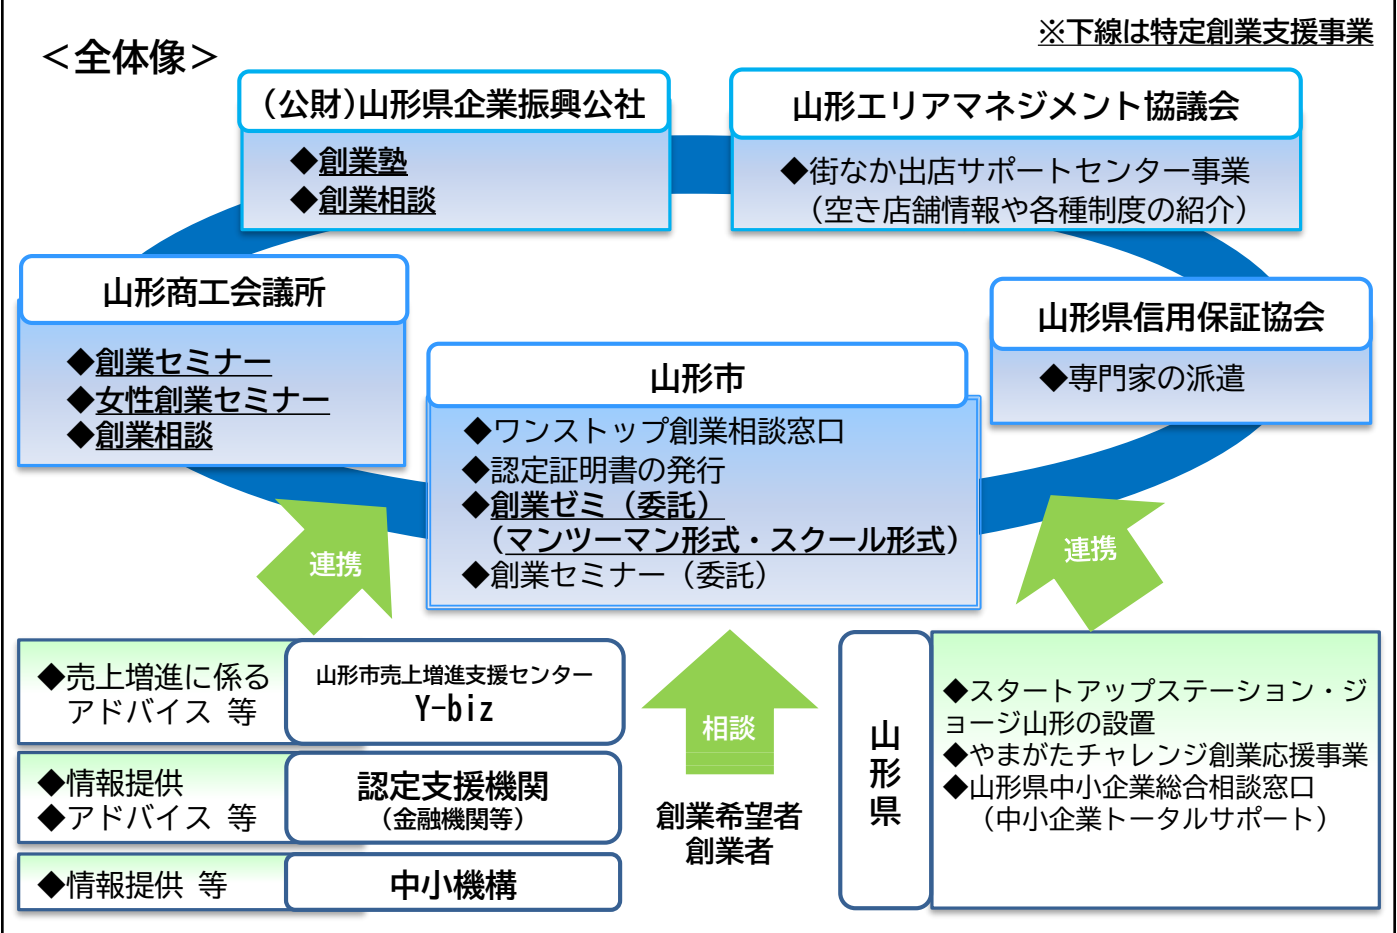 ※下線は特定創業支援事業
＜全体像＞
(公財)山形県企業振興公社
◆創業塾
◆創業相談
山形エリアマネジメント協議会
◆街なか出店サポートセンター事業
（空き店舗情報や各種制度の紹介）
山形商工会議所
◆創業セミナー
◆女性創業セミナー
◆創業相談
山形県信用保証協会
◆専門家の派遣
山形市
◆ワンストップ創業相談窓口
◆認定証明書の発行
◆創業ゼミ（委託）
(マンツーマン形式・スクール形式)
◆創業セミナー（委託）
連携
連携
◆売上増進に係る
アドバイス 等
山形市売上増進支援センター
Y-biz
◆情報提供
◆アドバイス 等
認定支援機関
（金融機関等）
◆情報提供 等
中小機構
相談
創業希望者
創業者
山形県
◆スタートアップステーション・ジ
ョージ山形の設置
◆やまがたチャレンジ創業応援事業
◆山形県中小企業総合相談窓口
（中小企業トータルサポート）